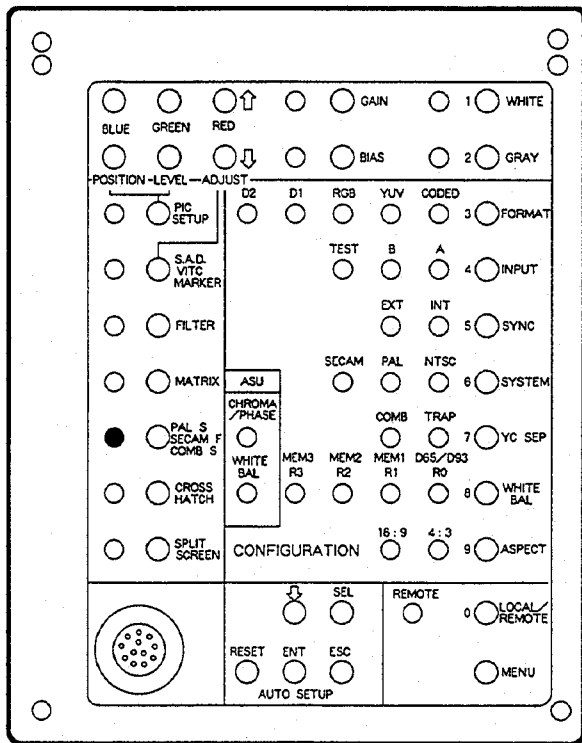 GAIN 1 WHITE
BLUE GREEN RED
BIAS 2 GRAY
POSITION LEVEL ADJUST
D2 D1 RGB YUV CODED
PIC
SETUP
3 FORMAT
TEST B A
S.A.D.
VITC
MARKER
4 INPUT
EXT INT
FILTER
5 SYNC
SECAM PAL NTSC
MATRIX
ASU
6 SYSTEM
CHROMA
/PHASE
COMB TRAP
PAL S
SECAM F
COMB S
7 YC SEP
WHITE
BAL
MEM3 MEM2 MEM1 D65/D93
R3 R2 R1 R0
CROSS
HATCH
8 WHITE
BAL
16:9 4:3
SPLIT
SCREEN
CONFIGURATION
9 ASPECT
SEL
REMOTE
0 LOCAL/
REMOTE
RESET ENT ESC
MENU
AUTO SETUP